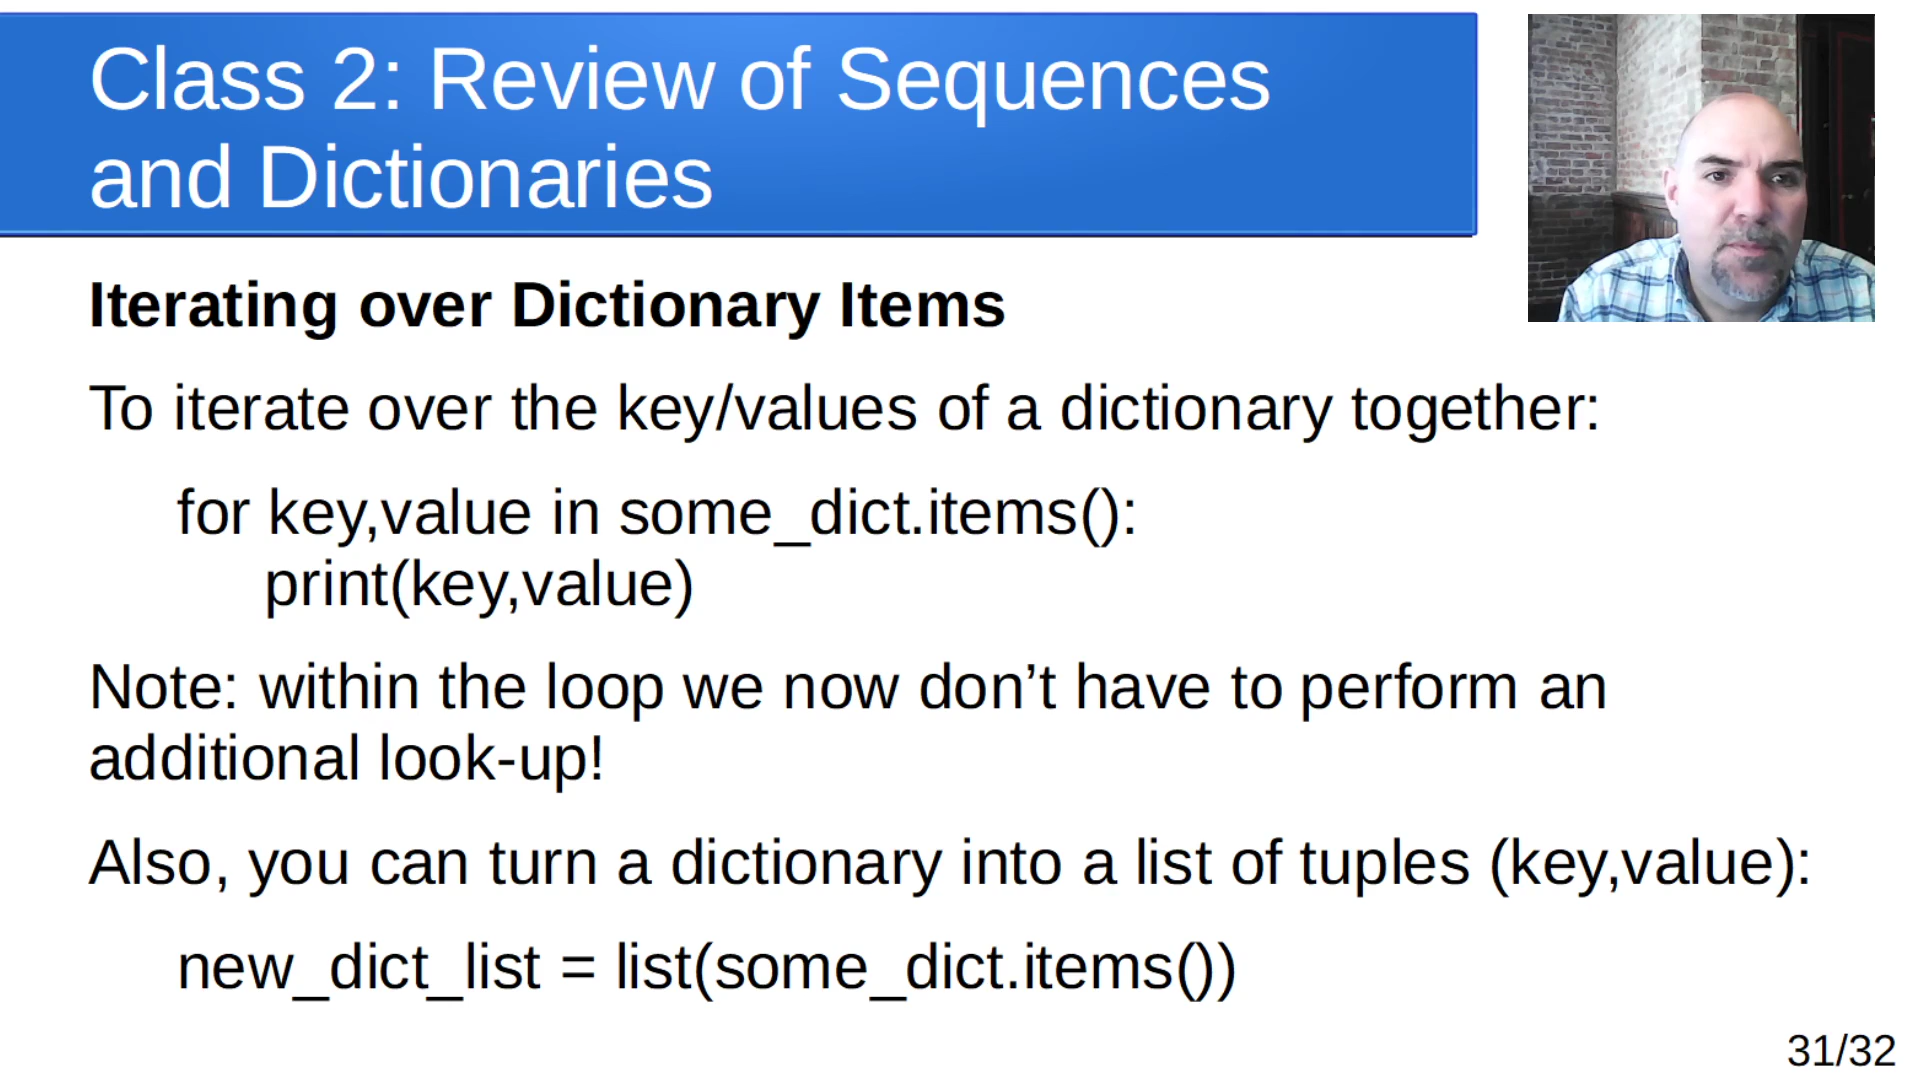 Class 2: Review of Sequences
and Dictionaries
Iterating over Dictionary Items
To iterate over the key/values of a dictionary together:
for key,value in some_dict.items():
print(key,value)
Note: within the loop we now don’t have to perform an
additional look-up!
Also, you can turn a dictionary into a list of tuples (key,value):
new_dict_list = list(some_dict.items())
31/32